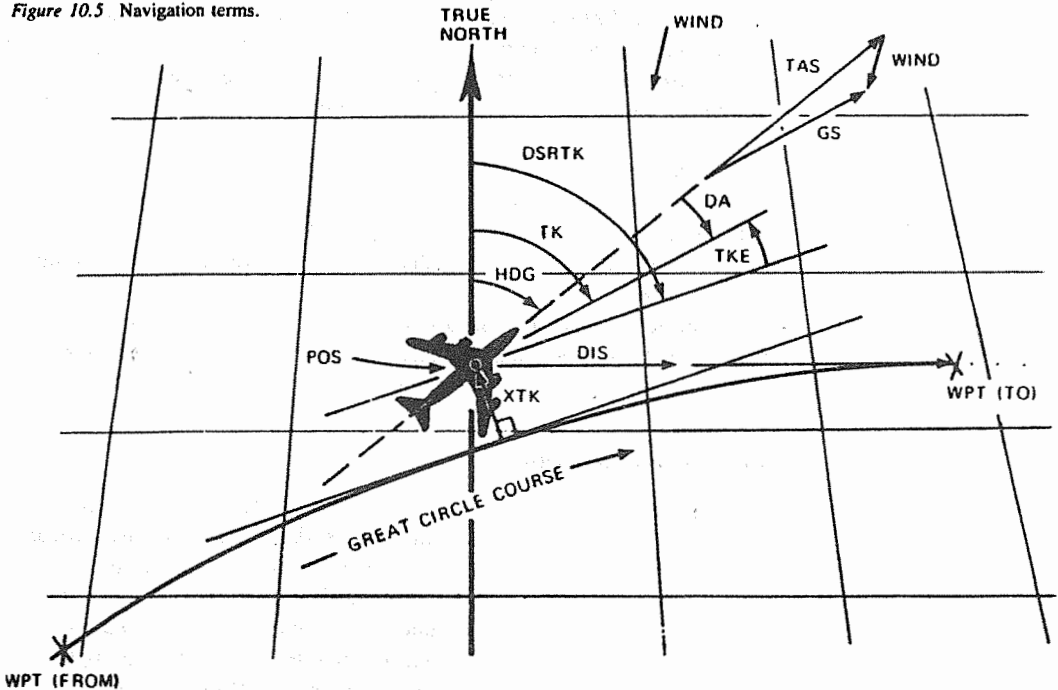 Figure 10.5 Navigation terms.
TRUE
NORTH
WIND
TAS
WIND
GS
DSRTK
DA
TK
TKE
HDG
POS
DIS
XTK
WPT (TO)
GREAT CIRCLE COURSE
WPT (FROM)